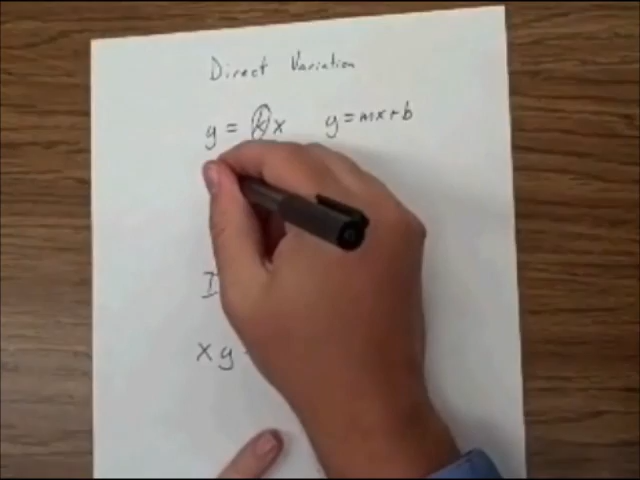 Direct Variation
y = kx y=mx+b
I
xy